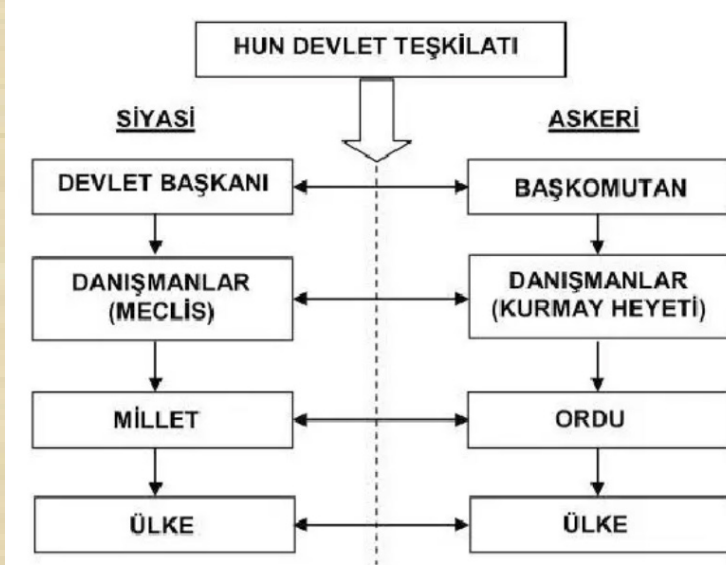 HUN DEVLET TEŞKİLATI
SİYASİ
ASKERİ
DEVLET BAŞKANI
BAŞKOMUTAN
DANIŞMANLAR
(MECLİS)
DANIŞMANLAR
(KURMAY HEYETİ)
MİLLET
ORDU
ÜLKE
ÜLKE